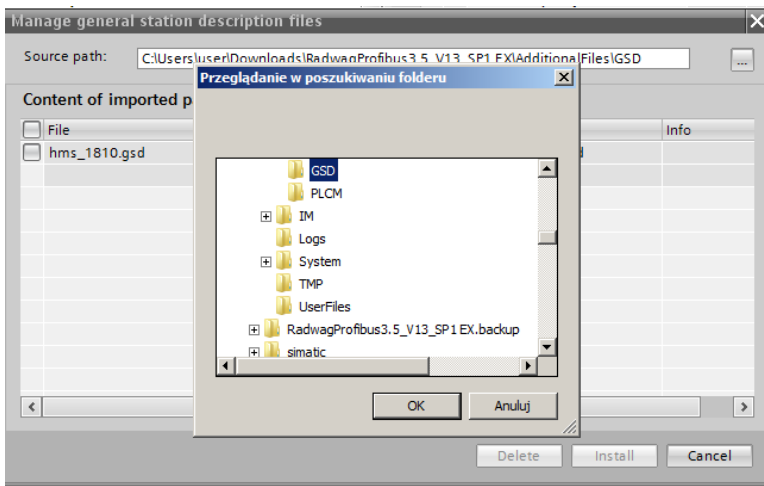 Manage general station description files
Source path: C:\Users\user\Downloads\RadwagProfibus3.5_V13_SP1 EX\AdditionalFiles\GSD ...
Przeglądanie w poszukiwaniu folderu
Content of imported p
File Info
hms_1810.gsd
GSD
PLCM
IM
Logs
System
TMP
UserFiles
RadwagProfibus3.5_V13_SP1 EX.backup
simatic
OK Anuluj
Delete Install Cancel